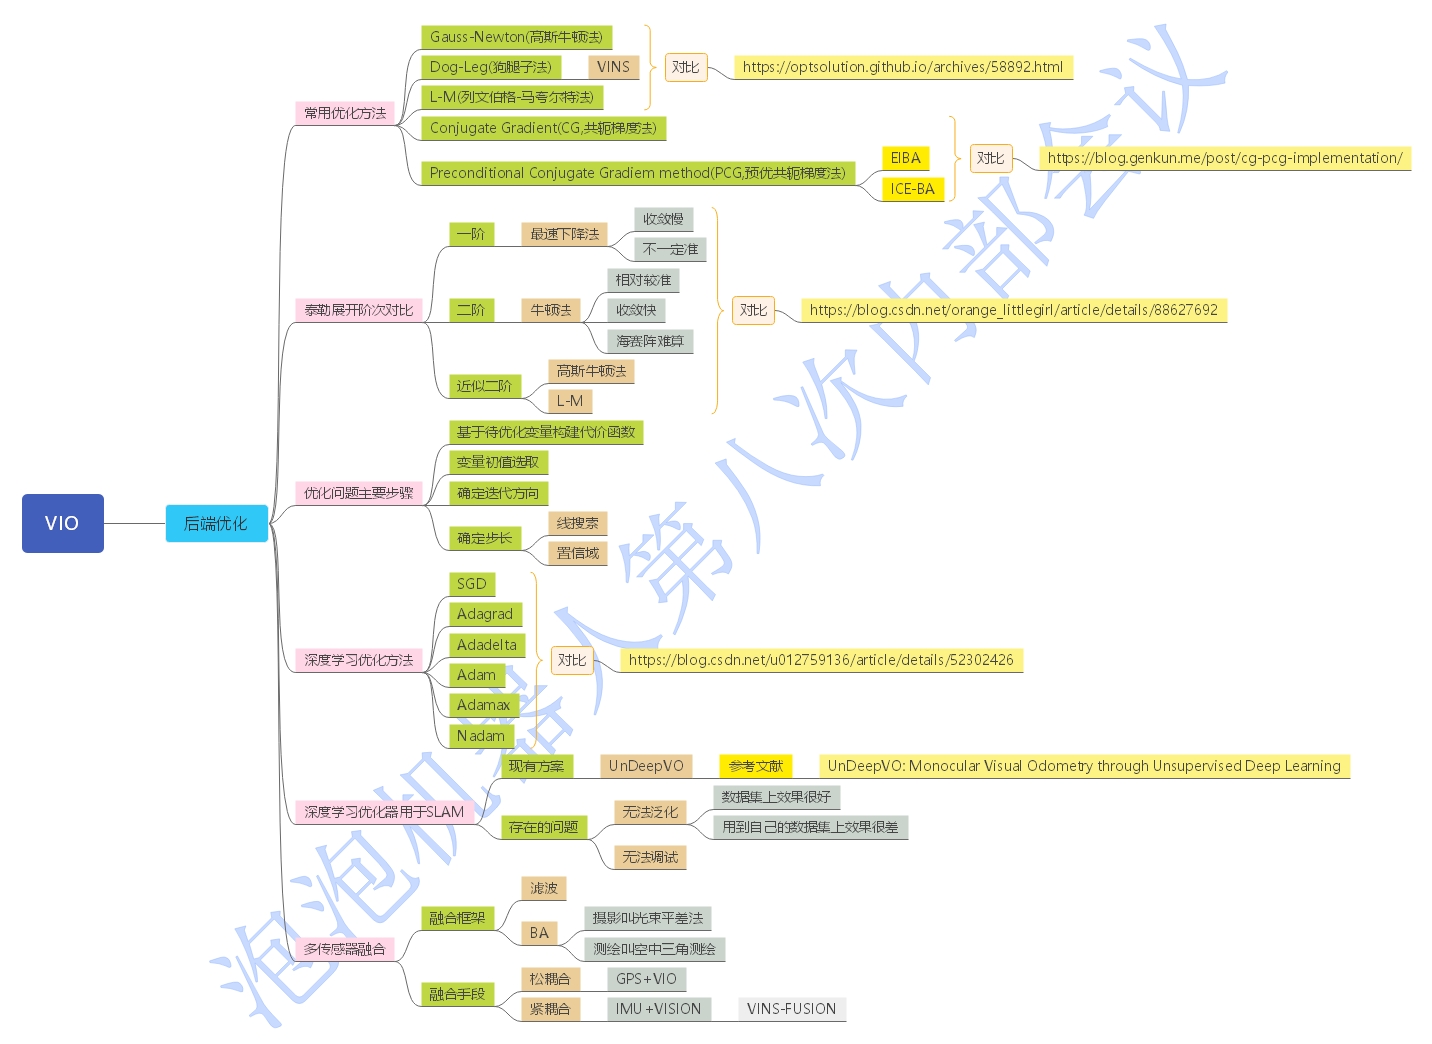 VIO
后端优化
常用优化方法
Gauss-Newton(高斯牛顿法)
Dog-Leg(狗腿子法)
VINS
L-M(列文伯格-马夸尔特法)
对比
https://optsolution.github.io/archives/58892.html
Conjugate Gradient(CG,共轭梯度法)
Preconditional Conjugate Gradiem method(PCG,预优共轭梯度法)
EIBA
ICE-BA
对比
https://blog.genkun.me/post/cg-pcg-implementation/
泰勒展开阶次对比
一阶
最速下降法
收敛慢
不一定准
二阶
牛顿法
相对较准
收敛快
海赛阵难算
近似二阶
高斯牛顿法
L-M
对比
https://blog.csdn.net/orange_littlegirl/article/details/88627692
优化问题主要步骤
基于待优化变量构建代价函数
变量初值选取
确定迭代方向
确定步长
线搜索
置信域
深度学习优化方法
SGD
Adagrad
Adadelta
Adam
Adamax
Nadam
对比
https://blog.csdn.net/u012759136/article/details/52302426
深度学习优化器用于SLAM
现有方案
UnDeepVO
参考文献
UnDeepVO: Monocular Visual Odometry through Unsupervised Deep Learning
存在的问题
无法泛化
数据集上效果很好
用到自己的数据集上效果很差
无法调试
多传感器融合
融合框架
滤波
BA
摄影叫光束平差法
测绘叫空中三角测绘
融合手段
松耦合
GPS+VIO
紧耦合
IMU+VISION
VINS-FUSION
泡泡机器人第八次内部会议